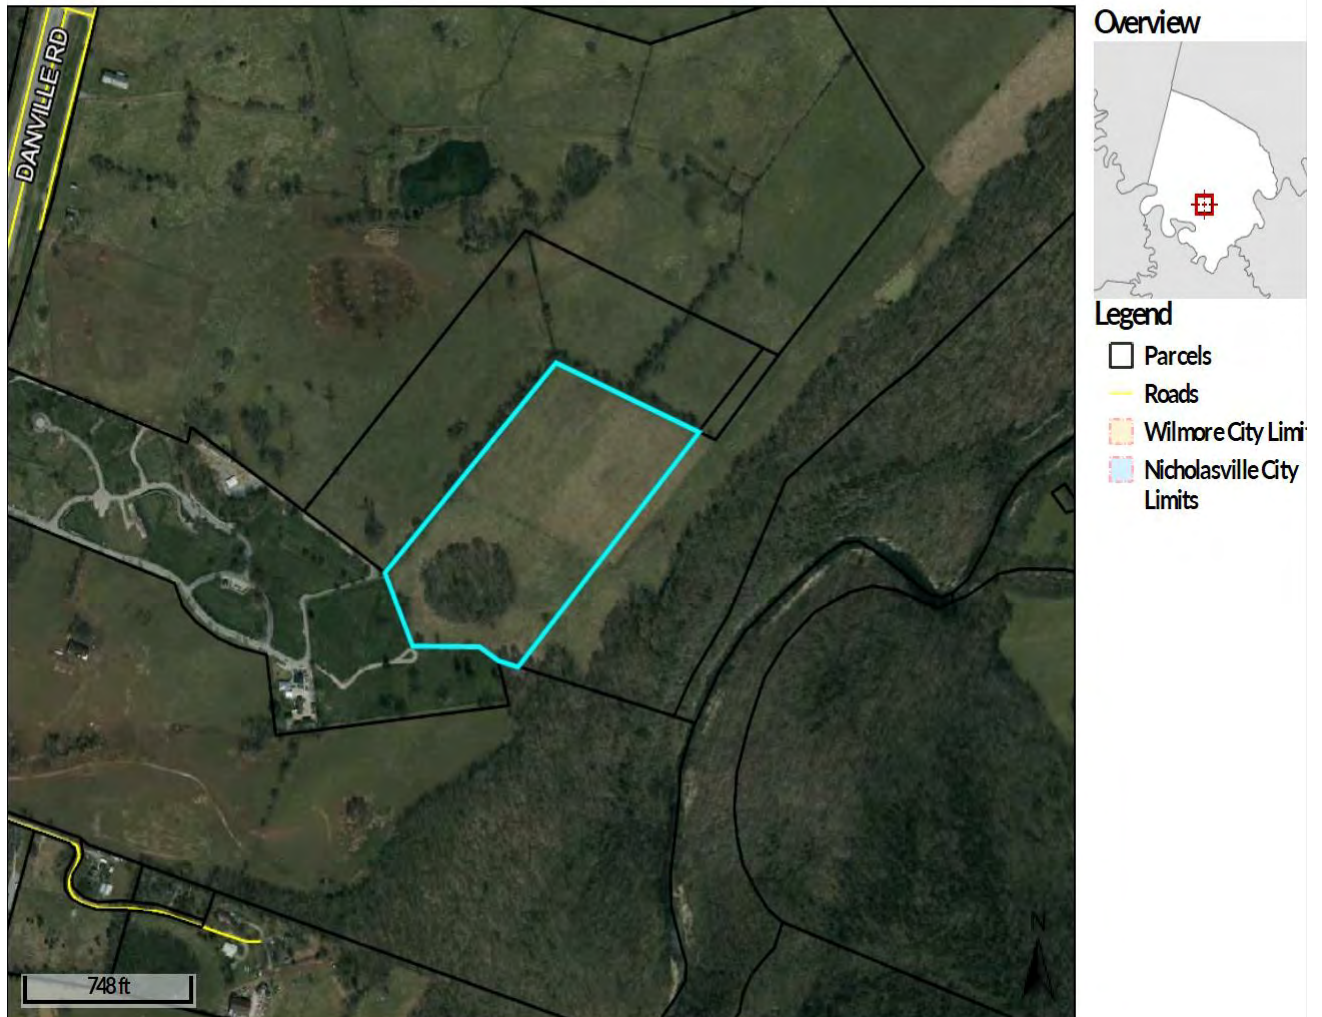 DANVILLE RD
748 ft
N
Overview
Legend
Parcels
Roads
Wilmore City Limi
Nicholasville City
Limits